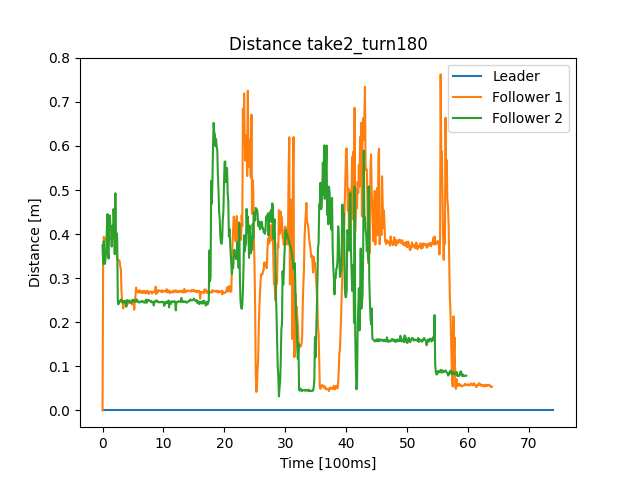 Distance take2_turn180
Leader
Follower 1
Follower 2
Distance [m]
0.8
0.7
0.6
0.5
0.4
0.3
0.2
0.1
0.0
0 10 20 30 40 50 60 70
Time [100ms]